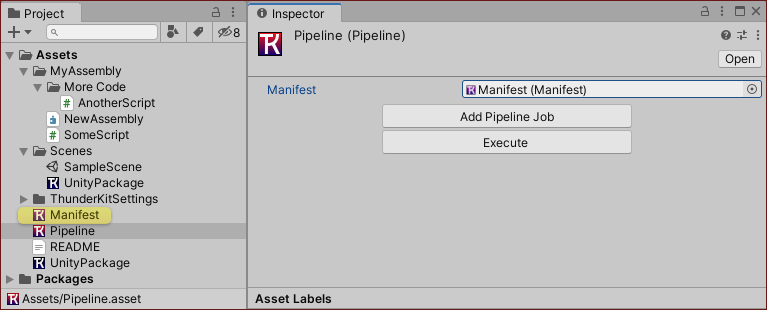 Project
8
Assets
MyAssembly
More Code
AnotherScript
NewAssembly
SomeScript
Scenes
SampleScene
UnityPackage
ThunderKitSettings
Manifest
Pipeline
README
UnityPackage
Packages
Assets/Pipeline.asset
Inspector
Pipeline (Pipeline)
Open
Manifest Manifest (Manifest)
Add Pipeline Job
Execute
Asset Labels